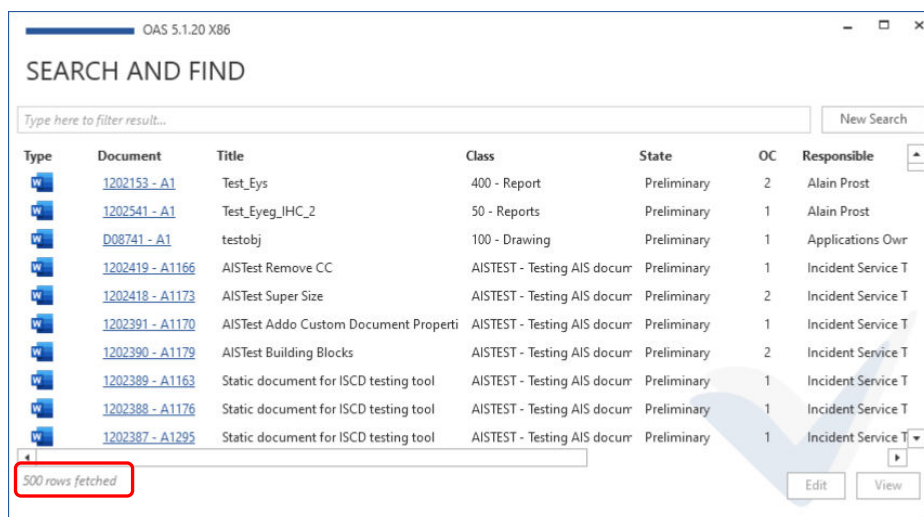 OAS 5.1.20 X86
SEARCH AND FIND
Type here to filter result... New Search
Type Document Title Class State OC Responsible
1202153 - A1 Test_Eys 400 - Report Preliminary 2 Alain Prost
1202541 - A1 Test_Eyeg_IHC_2 50 - Reports Preliminary 1 Alain Prost
D08741 - A1 testobj 100 - Drawing Preliminary 1 Applications Owr
1202419 - A1166 AISTest Remove CC AISTEST - Testing AIS docum Preliminary 1 Incident Service T
1202418 - A1173 AISTest Super Size AISTEST - Testing AIS docum Preliminary 2 Incident Service T
1202391 - A1170 AISTest Addo Custom Document Properti AISTEST - Testing AIS docum Preliminary 1 Incident Service T
1202390 - A1179 AISTest Building Blocks AISTEST - Testing AIS docum Preliminary 2 Incident Service T
1202389 - A1163 Static document for ISCD testing tool AISTEST - Testing AIS docum Preliminary 1 Incident Service T
1202388 - A1176 Static document for ISCD testing tool AISTEST - Testing AIS docum Preliminary 1 Incident Service T
1202387 - A1295 Static document for ISCD testing tool AISTEST - Testing AIS docum Preliminary 1 Incident Service T
500 rows fetched Edit View